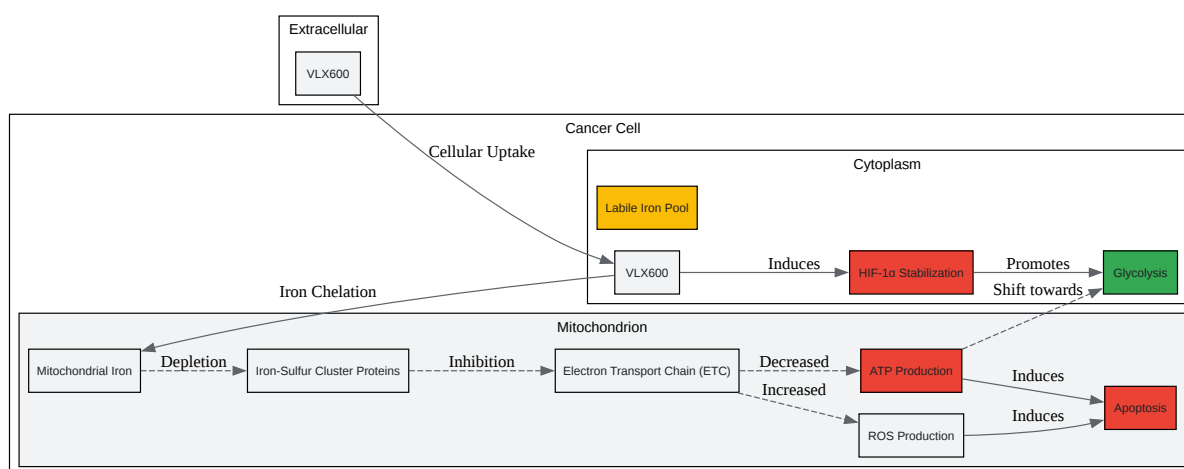 Extracellular
VLX600
Cancer Cell
Cellular Uptake
Cytoplasm
Labile Iron Pool
VLX600
Induces
HIF-1α Stabilization
Promotes
Glycolysis
Iron Chelation
Shift towards
Mitochondrion
Mitochondrial Iron
Depletion
Iron-Sulfur Cluster Proteins
Inhibition
Electron Transport Chain (ETC)
Decreased
ATP Production
Induces
Increased
Apoptosis
ROS Production
Induces